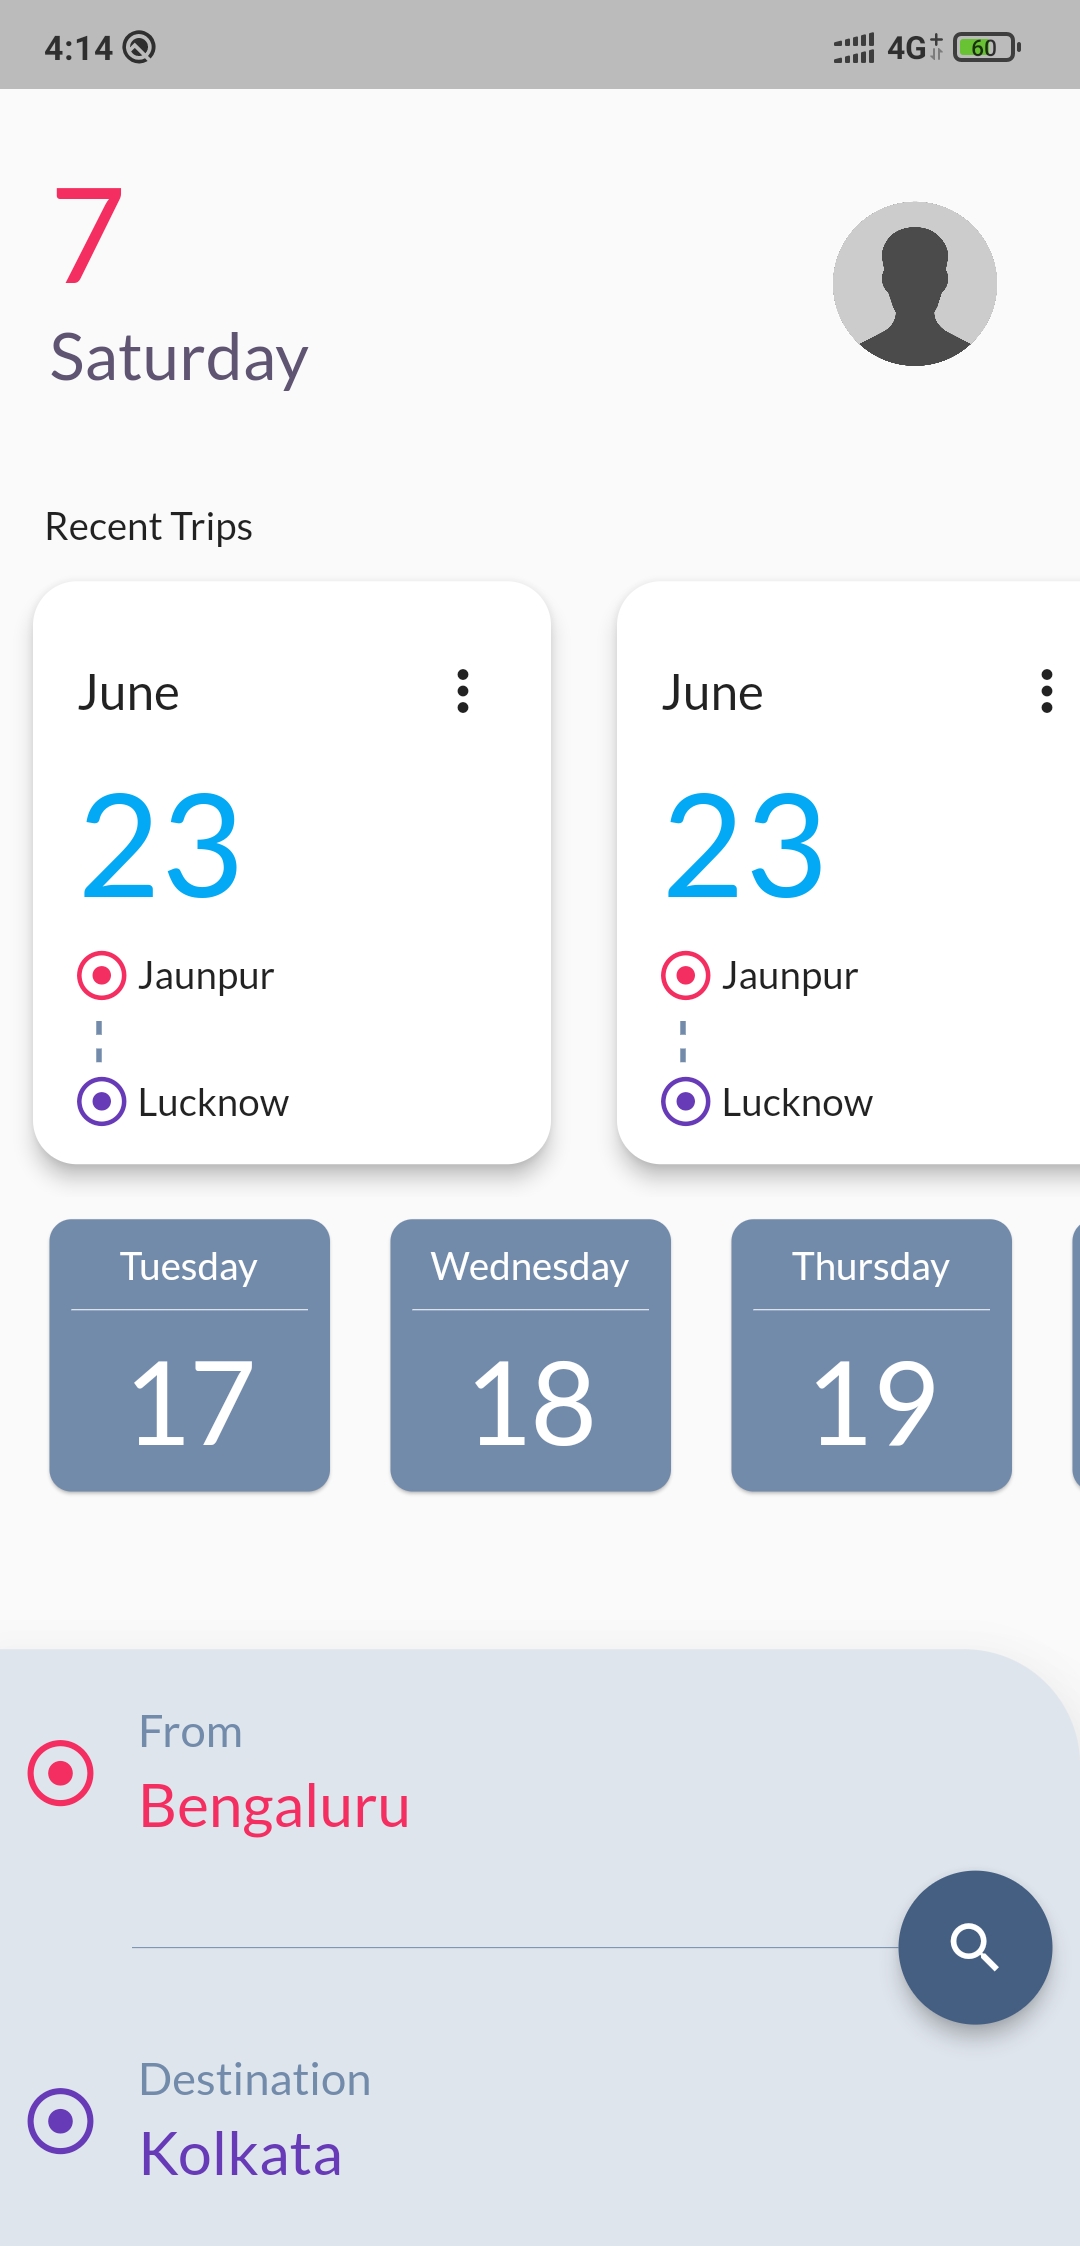 4:14 4G+ 60
7
Saturday
Recent Trips
June June
23 23
Jaunpur Jaunpur
Lucknow Lucknow
Tuesday Wednesday Thursday
17 18 19
From
Bengaluru
Destination
Kolkata